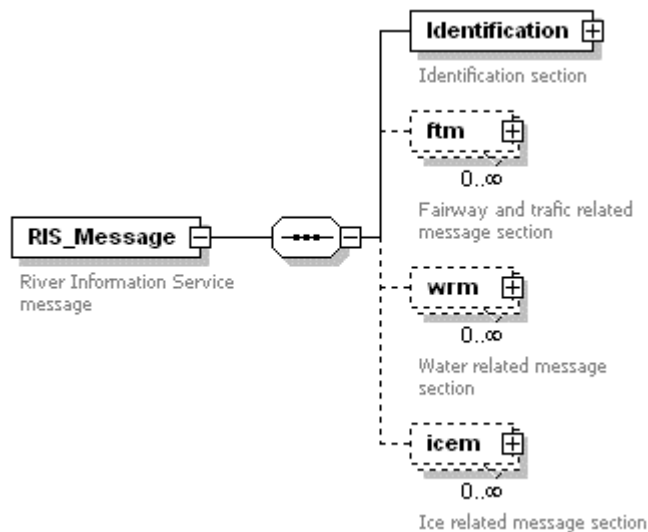 Identification
Identification section
ftm
0..∞
Fairway and trafic related
message section
RIS_Message
River Information Service
message
wrm
0..∞
Water related message
section
icem
0..∞
Ice related message section